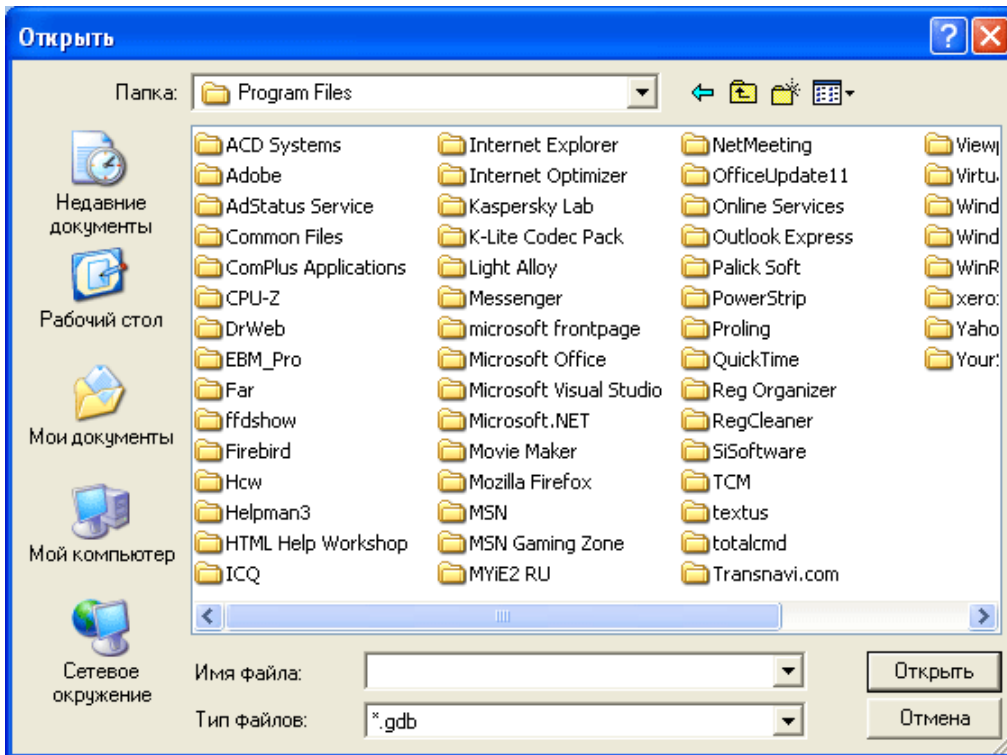 Открыть
Папка: Program Files
Недавние
документы
Рабочий стол
Мои документы
Мой компьютер
Сетевое
окружение
ACD Systems
Adobe
AdStatus Service
Common Files
ComPlus Applications
CPU-Z
DrWeb
EBM_Pro
Far
ffdshow
Firebird
Hcw
Helpman3
HTML Help Workshop
ICQ
Internet Explorer
Internet Optimizer
Kaspersky Lab
K-Lite Codec Pack
Light Alloy
Messenger
microsoft frontpage
Microsoft Office
Microsoft Visual Studio
Microsoft.NET
Movie Maker
Mozilla Firefox
MSN
MSN Gaming Zone
MYiE2 RU
NetMeeting
OfficeUpdate11
Online Services
Outlook Express
Palick Soft
PowerStrip
Proling
QuickTime
Reg Organizer
RegCleaner
SiSoftware
TCM
textus
totalcmd
Transnavi.com
Wind
Wind
WinR
Yaho
Имя файла:
Открыть
Тип файлов: *.gdb
Отмена